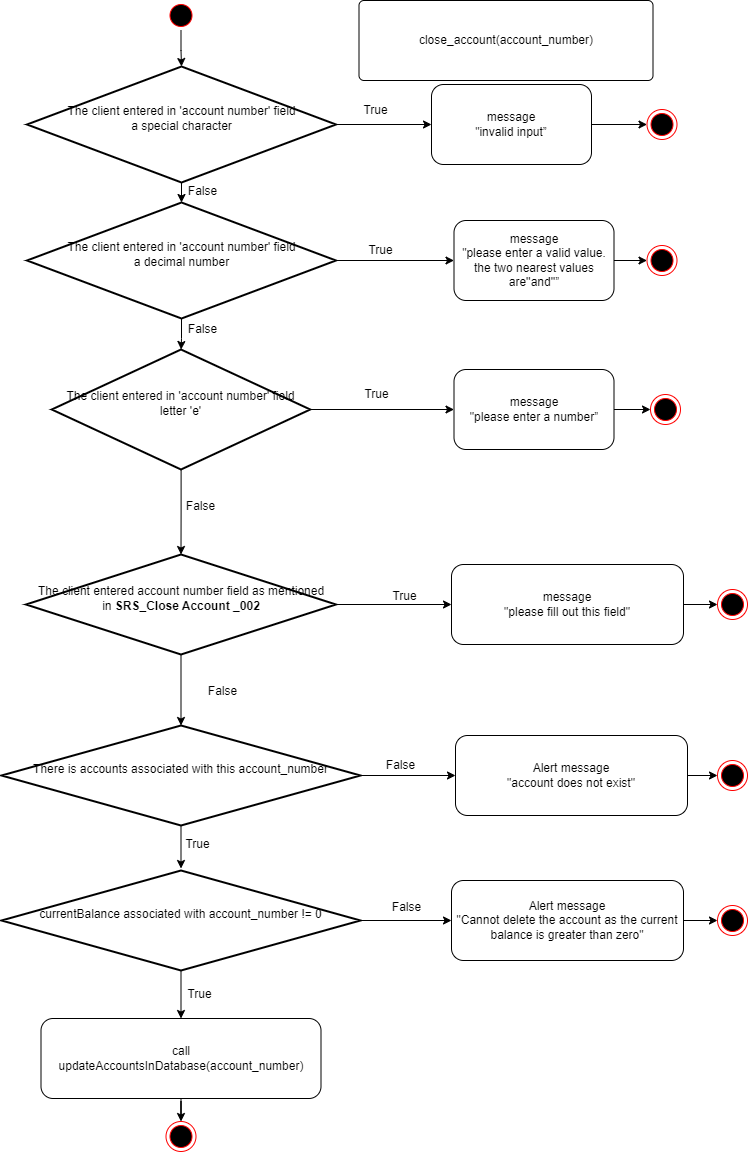 close_account(account_number)
The client entered in 'account number' field
a special character
True
message
"invalid input”
False
The client entered in 'account number' field
a decimal number
True
message
"please enter a valid value.
the two nearest values
are"and"”
False
The client entered in 'account number' field
letter 'e'
True
message
"please enter a number”
False
The client entered account number field as mentioned
in SRS_Close Account _002
True
message
"please fill out this field"
False
There is accounts associated with this account_number
False
Alert message
"account does not exist"
True
currentBalance associated with account_number != 0
False
Alert message
"Cannot delete the account as the current
balance is greater than zero"
True
call
updateAccountsInDatabase(account_number)